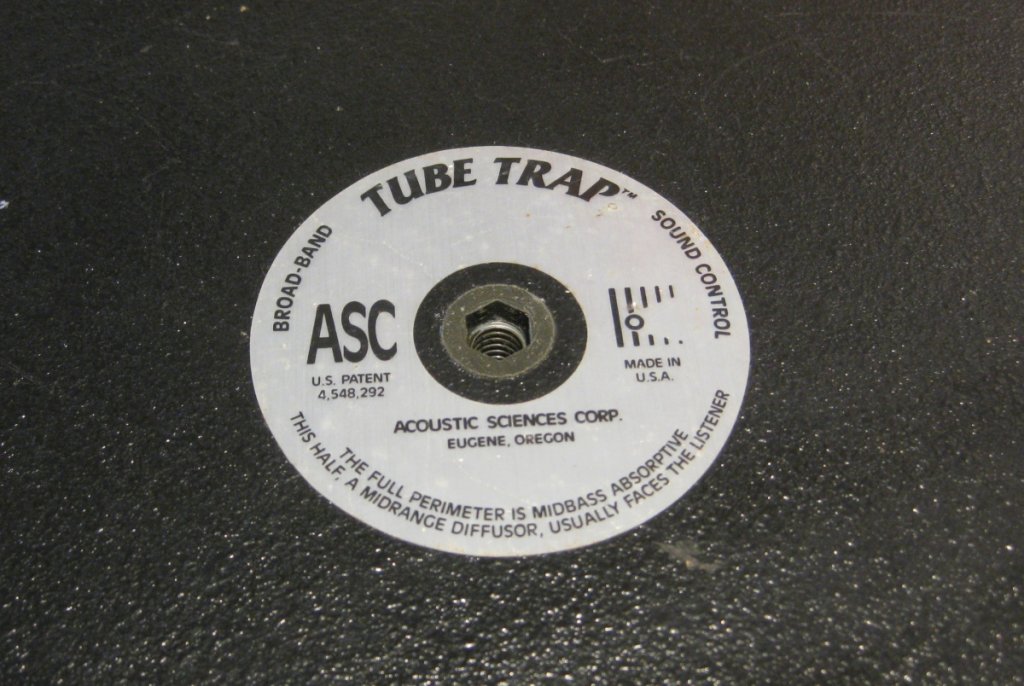 TUBE TRAP™
BROAD-BAND
SOUND CONTROL
ASC
U.S. PATENT
4,548,292
MADE IN
U.S.A.
ACOUSTIC SCIENCES CORP.
EUGENE, OREGON
THE FULL PERIMETER IS MIDBASS ABSORPTIVE
THIS HALF, A MIDRANGE DIFFUSOR, USUALLY FACES THE LISTENER